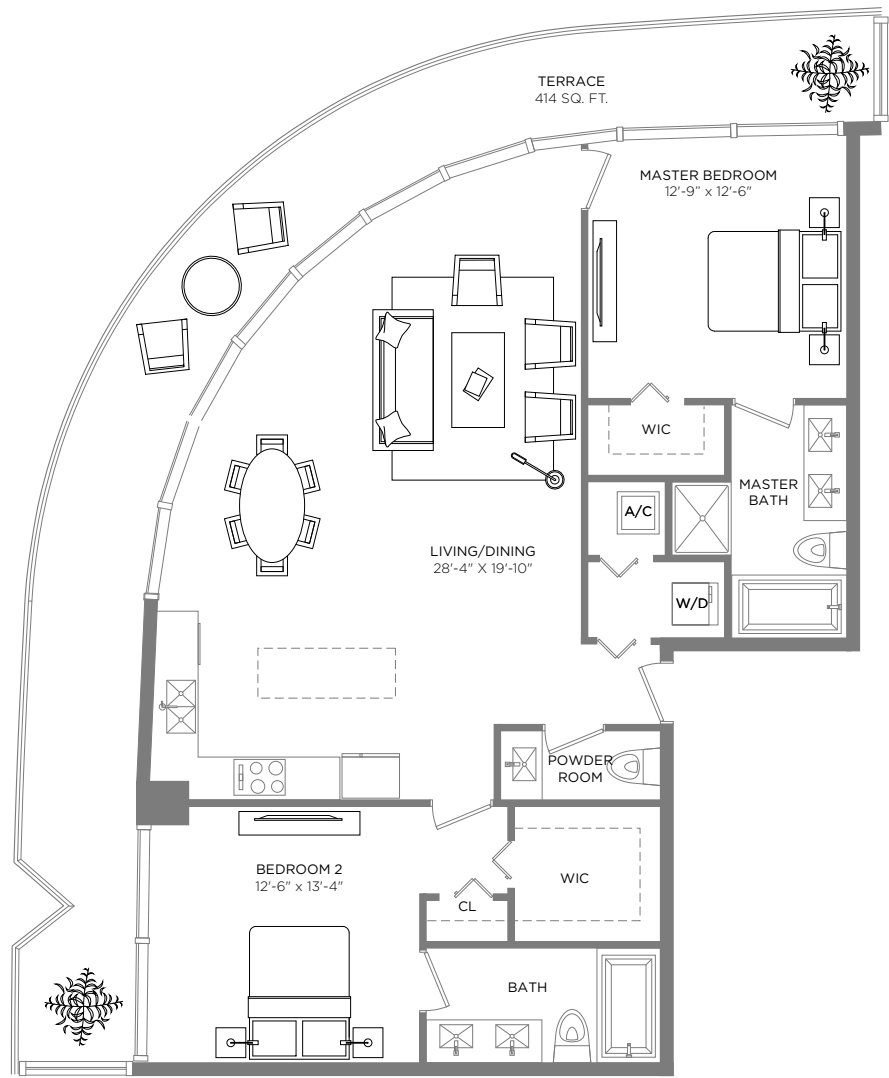 TERRACE
414 SQ. FT.
MASTER BEDROOM
12'-9" x 12'-6"
WIC
MASTER
BATH
A/C
LIVING/DINING
28'-4" X 19'-10"
W/D
POWDER
ROOM
BEDROOM 2
12'-6" x 13'-4"
WIC
CL
BATH